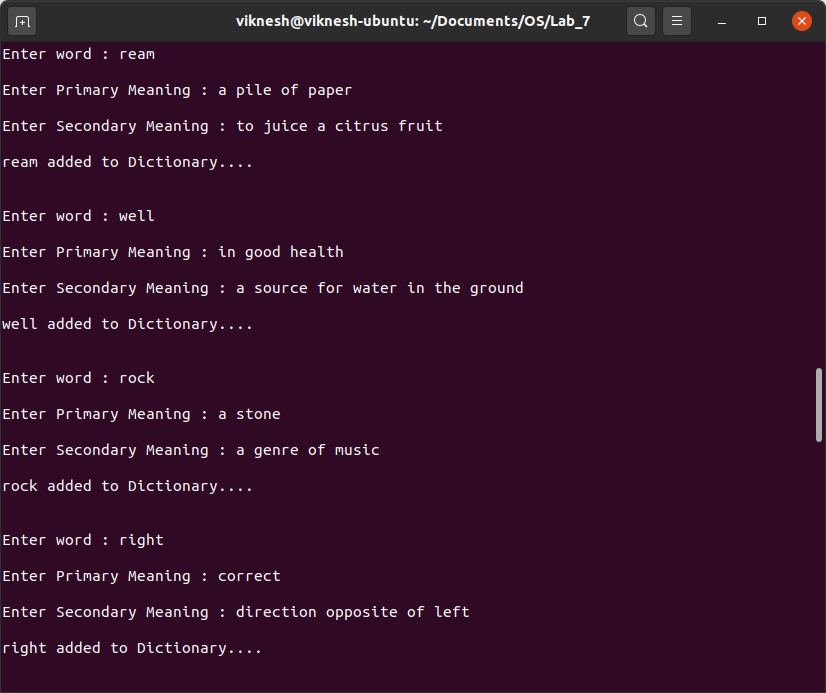 viknesh@viknesh-ubuntu: ~/Documents/OS/Lab_7
Enter word : ream
Enter Primary Meaning : a pile of paper
Enter Secondary Meaning : to juice a citrus fruit
ream added to Dictionary....
Enter word : well
Enter Primary Meaning : in good health
Enter Secondary Meaning : a source for water in the ground
well added to Dictionary....
Enter word : rock
Enter Primary Meaning : a stone
Enter Secondary Meaning : a genre of music
rock added to Dictionary....
Enter word : right
Enter Primary Meaning : correct
Enter Secondary Meaning : direction opposite of left
right added to Dictionary....